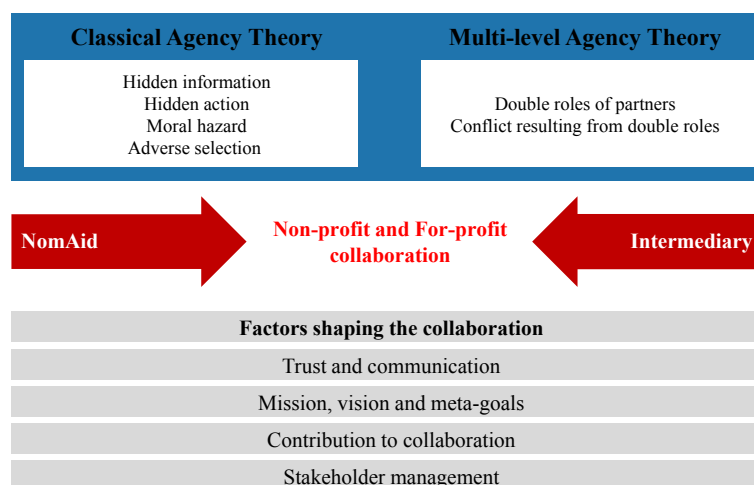 Classical Agency Theory
Hidden information
Hidden action
Moral hazard
Adverse selection
Multi-level Agency Theory
Double roles of partners
Conflict resulting from double roles
NomAid
Non-profit and For-profit
collaboration
Intermediary
Factors shaping the collaboration
Trust and communication
Mission, vision and meta-goals
Contribution to collaboration
Stakeholder management